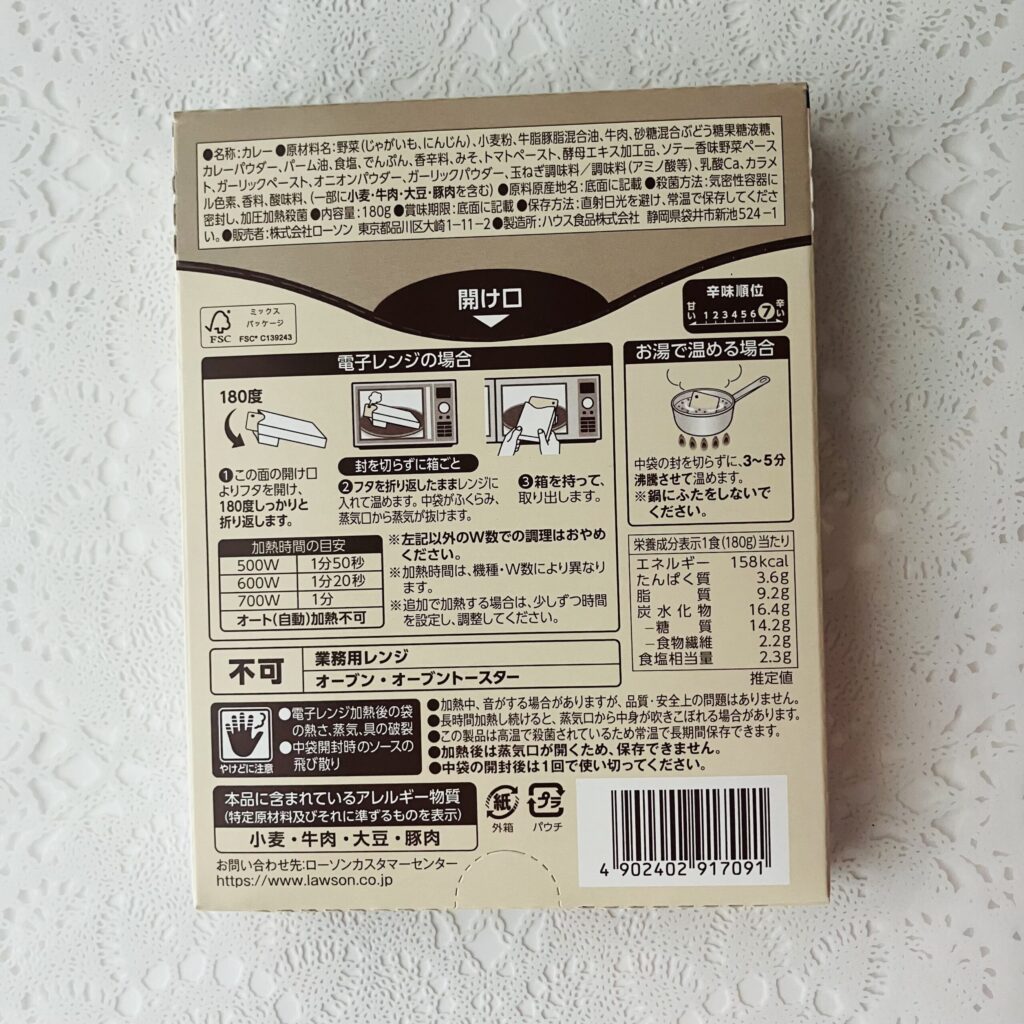 ●名称:カレー ●原材料名:野菜(じゃがいも、にんじん)、小麦粉、牛脂豚脂混合油、牛肉、砂糖混合ぶどう糖果糖液糖、
カレーパウダー、パーム油、食塩、でんぷん、香辛料、みそ、トマトペースト、酵母エキス加工品、ソテー香味野菜ペース
ト、ガーリックペースト、オニオンパウダー、ガーリックパウダー、玉ねぎ調味料/調味料(アミノ酸等)、乳酸Ca、カラメ
ル色素、香料、酸味料、(一部に小麦・牛肉・大豆・豚肉を含む) ●原料原産地名:底面に記載 ●殺菌方法:気密性容器に
密封し、加圧加熱殺菌 ●内容量:180g ●賞味期限:底面に記載 ●保存方法:直射日光を避け、常温で保存してくださ
い。●販売者:株式会社ローソン 東京都品川区大崎1-11-2 ●製造所:ハウス食品株式会社 静岡県袋井市新池524-1
開け口
辛味順位
甘い 1 2 3 4 5 6 7 辛い
ミックス
パッケージ
FSC
FSC® C139243
電子レンジの場合
180度
❶この面の開け口
よりフタを開け、
180度しっかりと
折り返します。
封を切らずに箱ごと
❷フタを折り返したままレンジに
入れて温めます。中袋がふくらみ、
蒸気口から蒸気が抜けます。
❸箱を持って、
取り出します。
お湯で温める場合
中袋の封を切らずに、3〜5分
沸騰させて温めます。
※鍋にふたをしないで
ください。
加熱時間の目安
500W 1分50秒
600W 1分20秒
700W 1分
オート(自動)加熱不可
※左記以外のW数での調理はおやめ
ください。
※加熱時間は、機種・W数により異なり
ます。
※追加で加熱する場合は、少しずつ時間
を設定し、調整してください。
栄養成分表示1食(180g)当たり
エネルギー 158kcal
たんぱく質 3.6g
脂質 9.2g
炭水化物 16.4g
−糖質 14.2g
−食物繊維 2.2g
食塩相当量 2.3g
推定値
不可
業務用レンジ
オーブン・オーブントースター
やけどに注意
●電子レンジ加熱後の袋
の熱さ、蒸気、具の破裂
●中袋開封時のソースの
飛び散り
●加熱中、音がする場合がありますが、品質・安全上の問題はありません。
●長時間加熱し続けると、蒸気口から中身が吹きこぼれる場合があります。
●この製品は高温で殺菌されているため常温で長期間保存できます。
●加熱後は蒸気口が開くため、保存できません。
●中袋の開封後は1回で使い切ってください。
本品に含まれているアレルギー物質
(特定原材料及びそれに準ずるものを表示)
小麦・牛肉・大豆・豚肉
紙
外箱
プラ
パウチ
お問い合わせ先:ローソンカスタマーセンター
https://www.lawson.co.jp
4 902402 917091